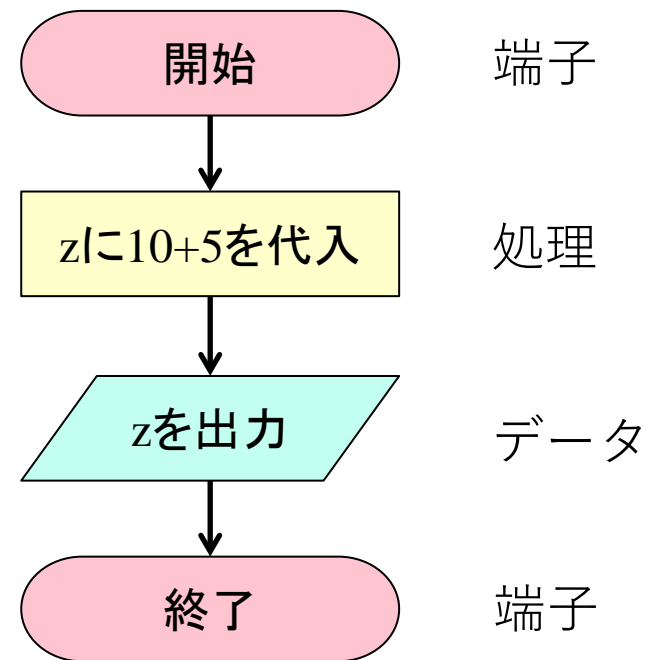 開始 端子
zに10+5を代入 処理
zを出力 データ
終了 端子